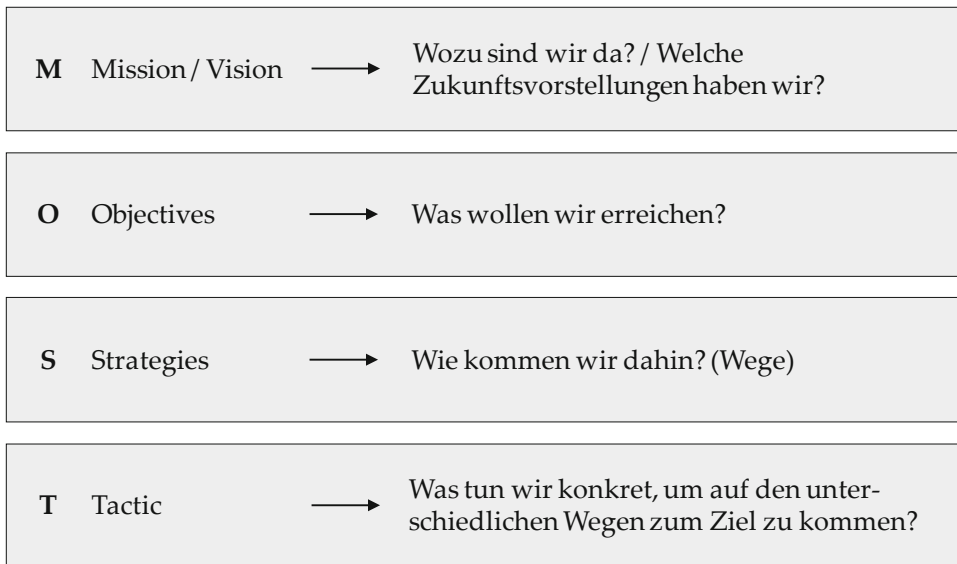 M Mission / Vision → Wozu sind wir da? / Welche
Zukunftsvorstellungen haben wir?
O Objectives → Was wollen wir erreichen?
S Strategies → Wie kommen wir dahin? (Wege)
T Tactic → Was tun wir konkret, um auf den unter-
schiedlichen Wegen zum Ziel zu kommen?